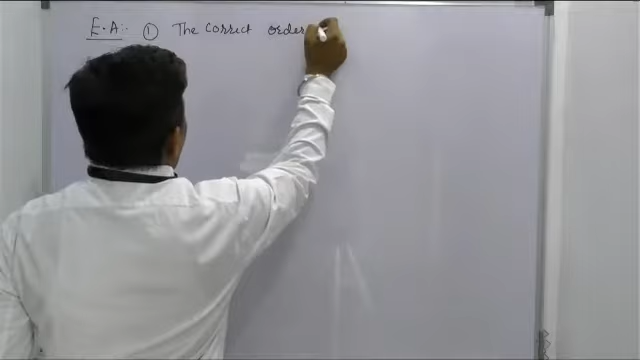 E.A:- ① The correct order